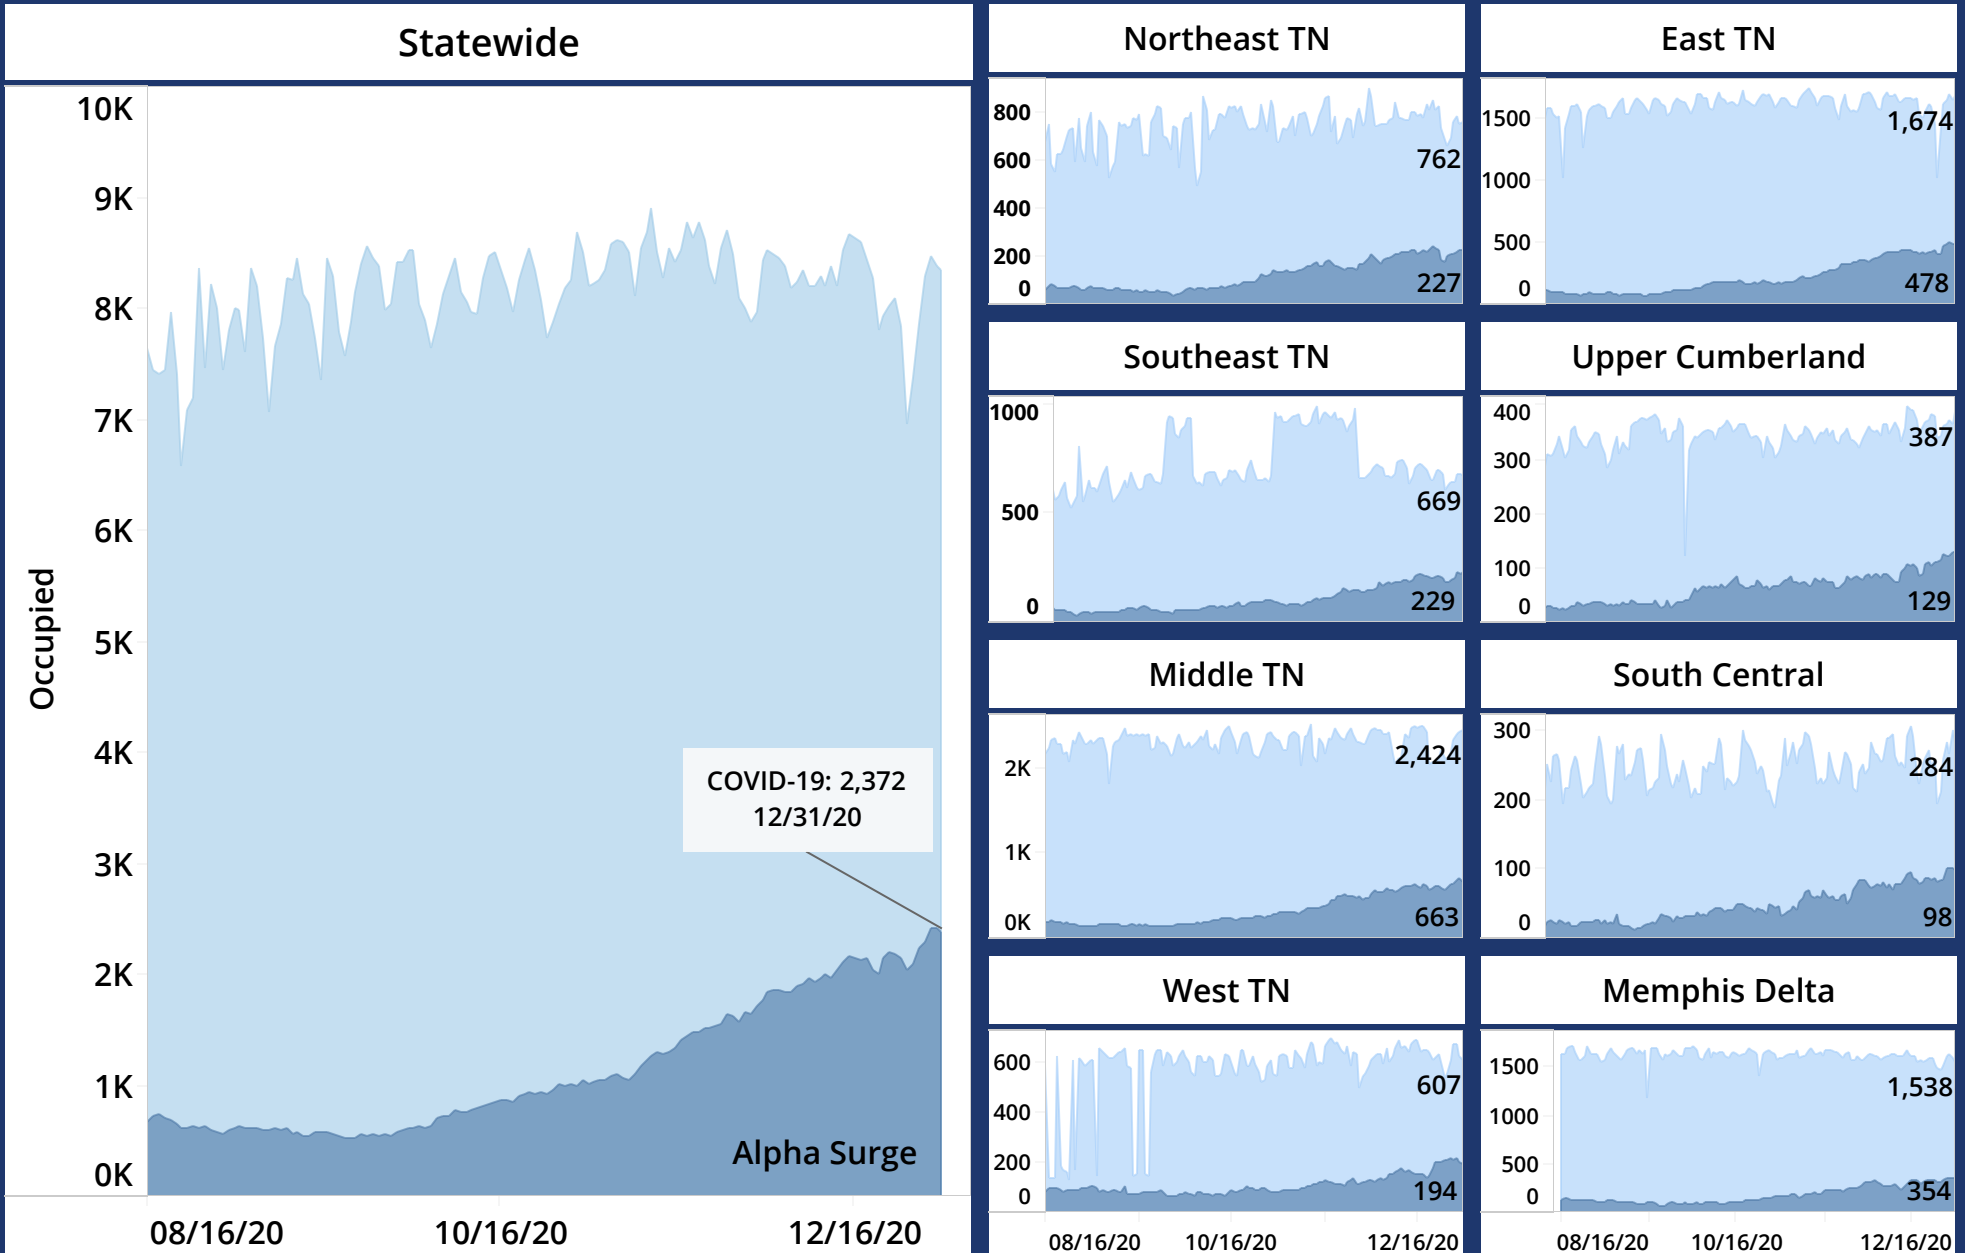 Statewide
10K
9K
8K
7K
6K
5K
4K
3K
2K
1K
0K
Occupied
COVID-19: 2,372
12/31/20
Alpha Surge
08/16/20
10/16/20
12/16/20
Northeast TN
800
600
400
200
0
762
227
East TN
1500
1000
500
0
1,674
478
Southeast TN
1000
500
0
669
229
Upper Cumberland
400
300
200
100
0
387
129
Middle TN
2K
1K
0K
2,424
663
South Central
300
200
100
0
284
98
West TN
600
400
200
0
607
194
08/16/20
10/16/20
12/16/20
Memphis Delta
1500
1000
500
0
1,538
354
08/16/20
10/16/20
12/16/20